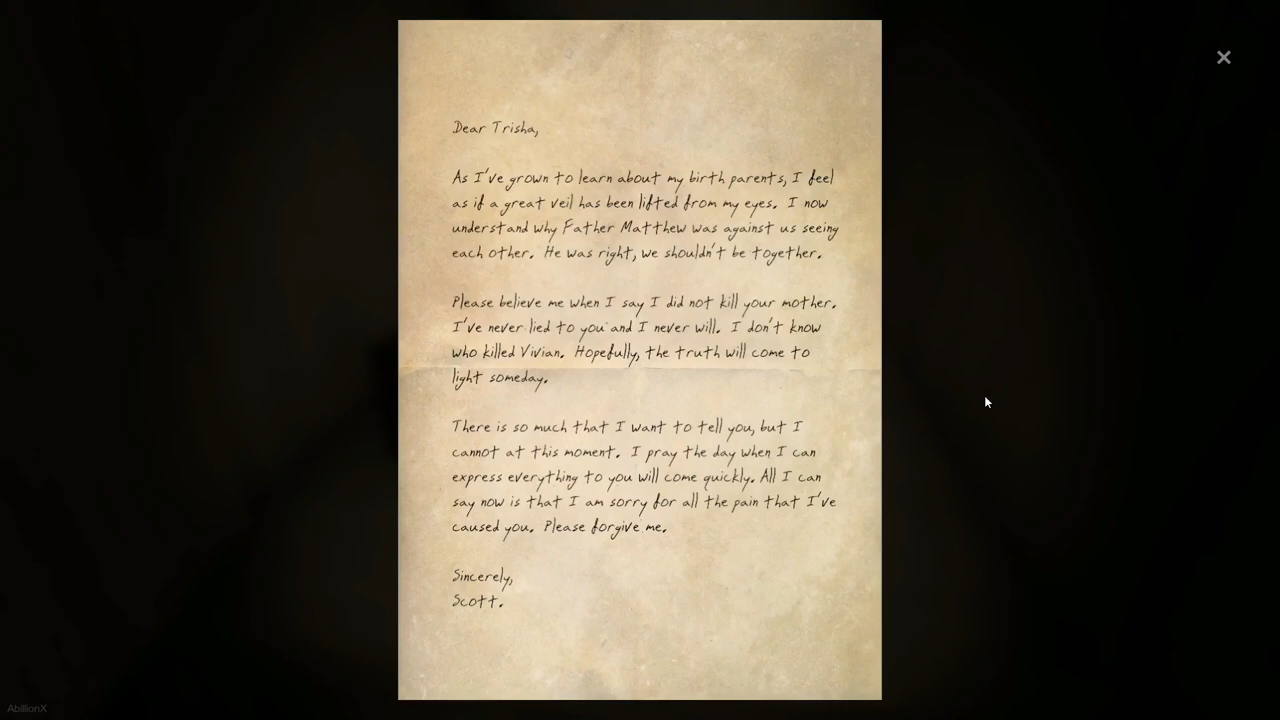 Dear Trisha,
As I've grown to learn about my birth parents, I feel
as if a great veil has been lifted from my eyes. I now
understand why Father Matthew was against us seeing
each other. He was right, we shouldn't be together.
Please believe me when I say I did not kill your mother.
I've never lied to you and I never will. I don't know
who killed Vivian. Hopefully, the truth will come to
light someday.
There is so much that I want to tell you, but I
cannot at this moment. I pray the day when I can
express everything to you will come quickly. All I can
say now is that I am sorry for all the pain that I've
caused you. Please forgive me.
Sincerely,
Scott.
AbillionX